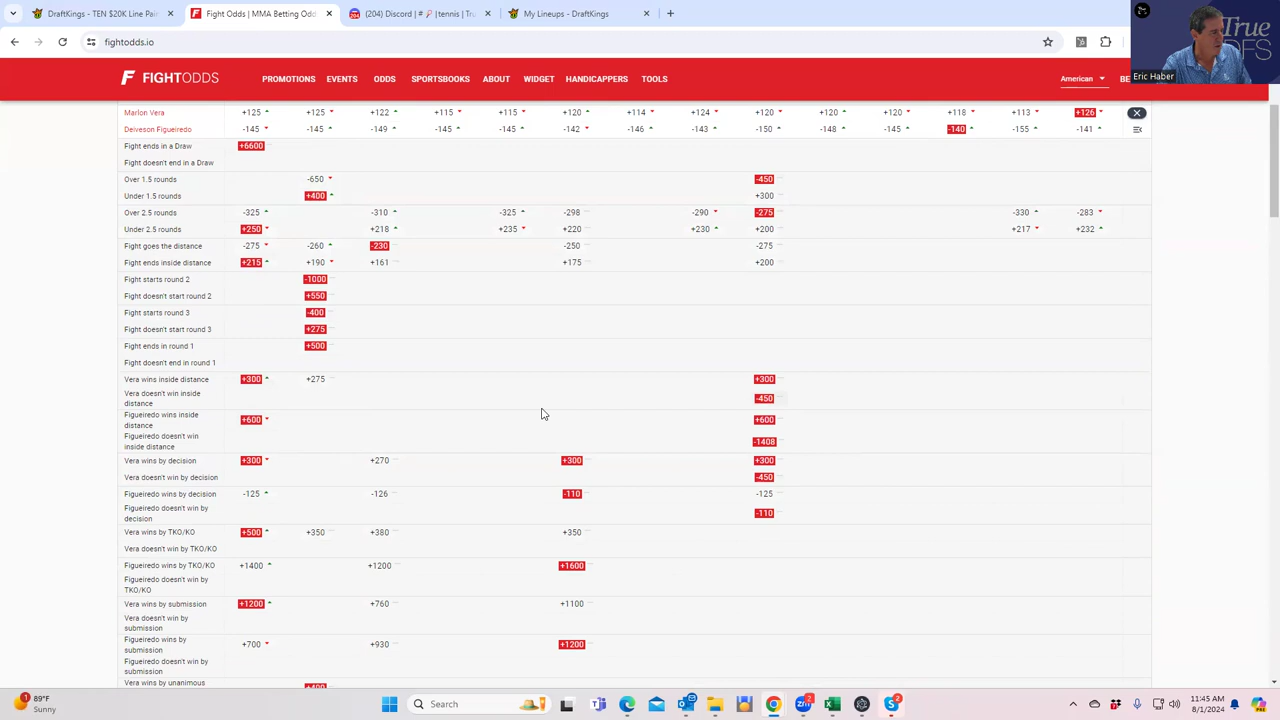 DraftKings - TEN $20K Line Pai
Fight Odds | MMA Betting Odd
(204) Discord | # | tennis | Tru
My Lineups - DraftKings
fightodds.io
True
DFS
Eric Haber
FIGHTODDS
PROMOTIONS EVENTS ODDS SPORTSBOOKS ABOUT WIDGET HANDICAPPERS TOOLS
American
BE
Marlon Vera +125 +125 +122 +115 +115 +120 +114 +124 +120 +120 +120 +118 +113 +126
Deiveson Figueiredo -145 -145 -149 -145 -145 -142 -146 -143 -150 -148 -145 -140 -155 -141
Fight ends in a Draw +6600
Fight doesn't end in a Draw
Over 1.5 rounds -650 -450
Under 1.5 rounds +400 +300
Over 2.5 rounds -325 -310 -325 -298 -290 -275 -330 -283
Under 2.5 rounds +250 +218 +235 +220 +230 +200 +217 +232
Fight goes the distance -275 -260 -230 -250 -275
Fight ends inside distance +215 +190 +161 +175 +200
Fight starts round 2 -1000
Fight doesn't start round 2 +550
Fight starts round 3 -400
Fight doesn't start round 3 +275
Fight ends in round 1 +500
Fight doesn't end in round 1
Vera wins inside distance +300 +275 +300
Vera doesn't win inside
distance -450
Figueiredo wins inside
distance +600 +600
Figueiredo doesn't win
inside distance -1408
Vera wins by decision +300 +270 +300 +300
Vera doesn't win by decision -450
Figueiredo wins by decision -125 -126 -110 -125
Figueiredo doesn't win by
decision -110
Vera wins by TKO/KO +500 +350 +380 +350
Vera doesn't win by TKO/KO
Figueiredo wins by TKO/KO +1400 +1200 +1600
Figueiredo doesn't win by
TKO/KO
Vera wins by submission +1200 +760 +1100
Vera doesn't win by
submission
Figueiredo wins by
submission +700 +930 +1200
Figueiredo doesn't win by
submission
Vera wins by unanimous
89°F
Sunny
Search
11:45 AM
8/1/2024